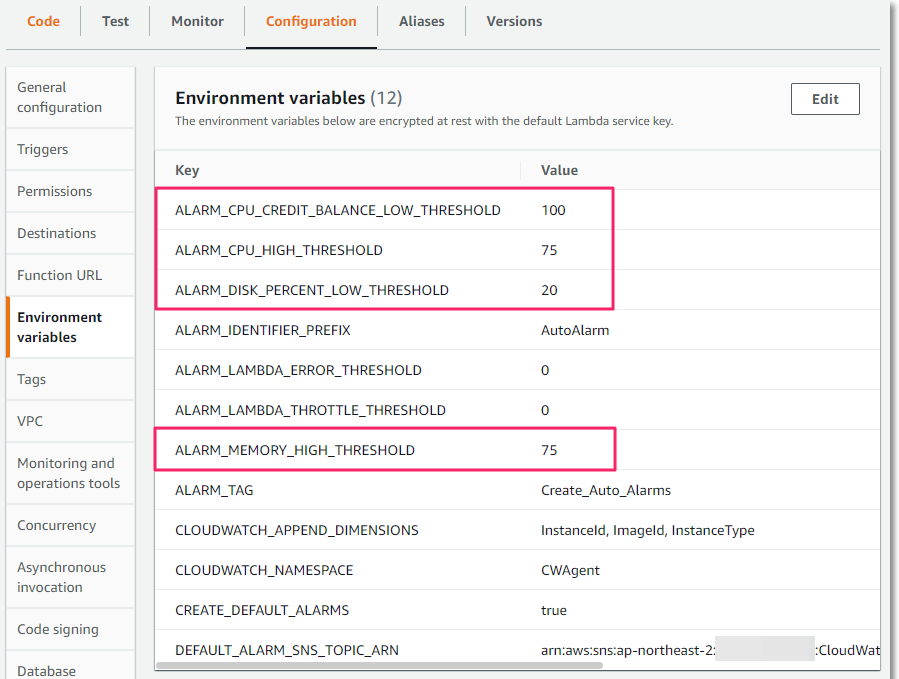 Code Test Monitor Configuration Aliases Versions
General
configuration
Triggers
Permissions
Destinations
Function URL
Environment
variables
Tags
VPC
Monitoring and
operations tools
Concurrency
Asynchronous
invocation
Code signing
Database
Environment variables (12)
Edit
The environment variables below are encrypted at rest with the default Lambda service key.
Key Value
ALARM_CPU_CREDIT_BALANCE_LOW_THRESHOLD 100
ALARM_CPU_HIGH_THRESHOLD 75
ALARM_DISK_PERCENT_LOW_THRESHOLD 20
ALARM_IDENTIFIER_PREFIX AutoAlarm
ALARM_LAMBDA_ERROR_THRESHOLD 0
ALARM_LAMBDA_THROTTLE_THRESHOLD 0
ALARM_MEMORY_HIGH_THRESHOLD 75
ALARM_TAG Create_Auto_Alarms
CLOUDWATCH_APPEND_DIMENSIONS InstanceId, ImageId, InstanceType
CLOUDWATCH_NAMESPACE CWAgent
CREATE_DEFAULT_ALARMS true
DEFAULT_ALARM_SNS_TOPIC_ARN arn:aws:sns:ap-northeast-2: :CloudWat